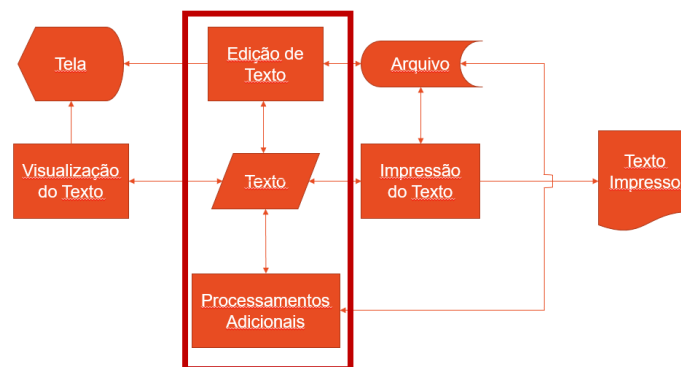 Tela
Edição de
Texto
Arquivo
Visualização
do Texto
Texto
Impressão
do Texto
Texto
Impresso
Processamentos
Adicionais